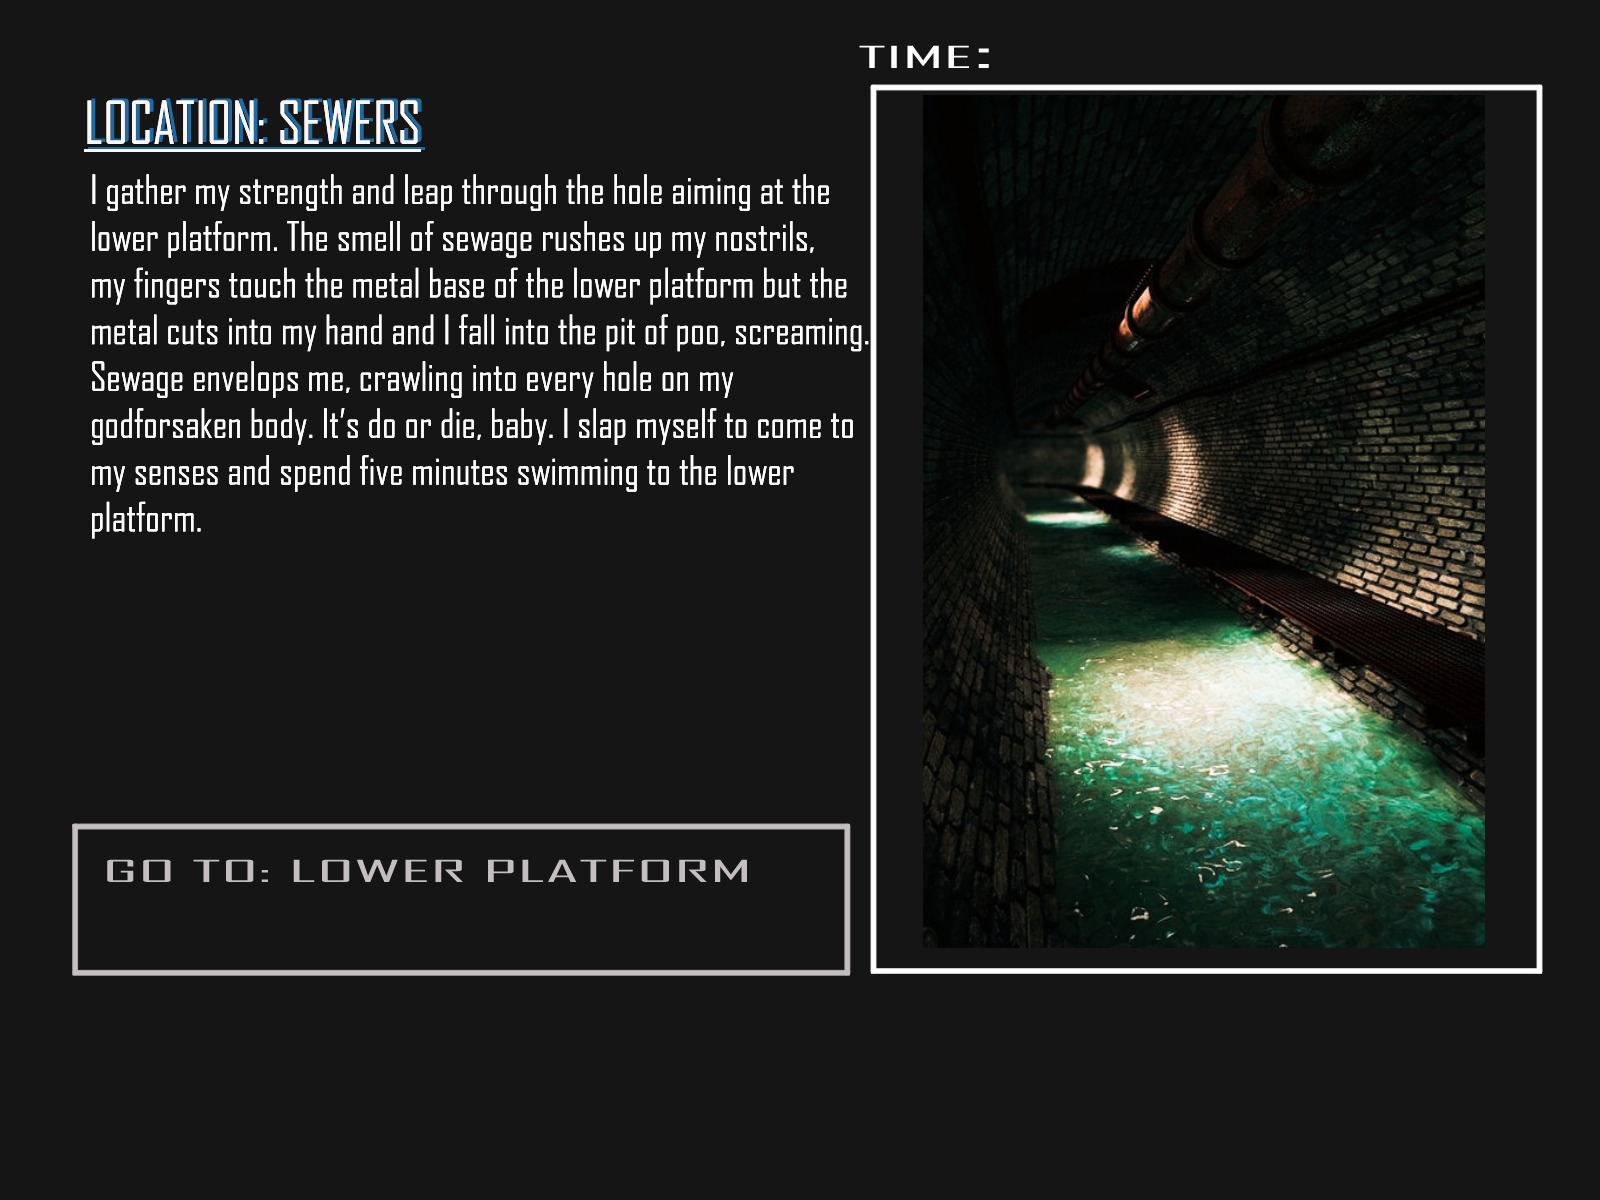 TIME:
LOCATION: SEWERS
I gather my strength and leap through the hole aiming at the
lower platform. The smell of sewage rushes up my nostrils,
my fingers touch the metal base of the lower platform but the
metal cuts into my hand and I fall into the pit of poo, screaming.
Sewage envelops me, crawling into every hole on my
godforsaken body. It’s do or die, baby. I slap myself to come to
my senses and spend five minutes swimming to the lower
platform.
GO TO: LOWER PLATFORM